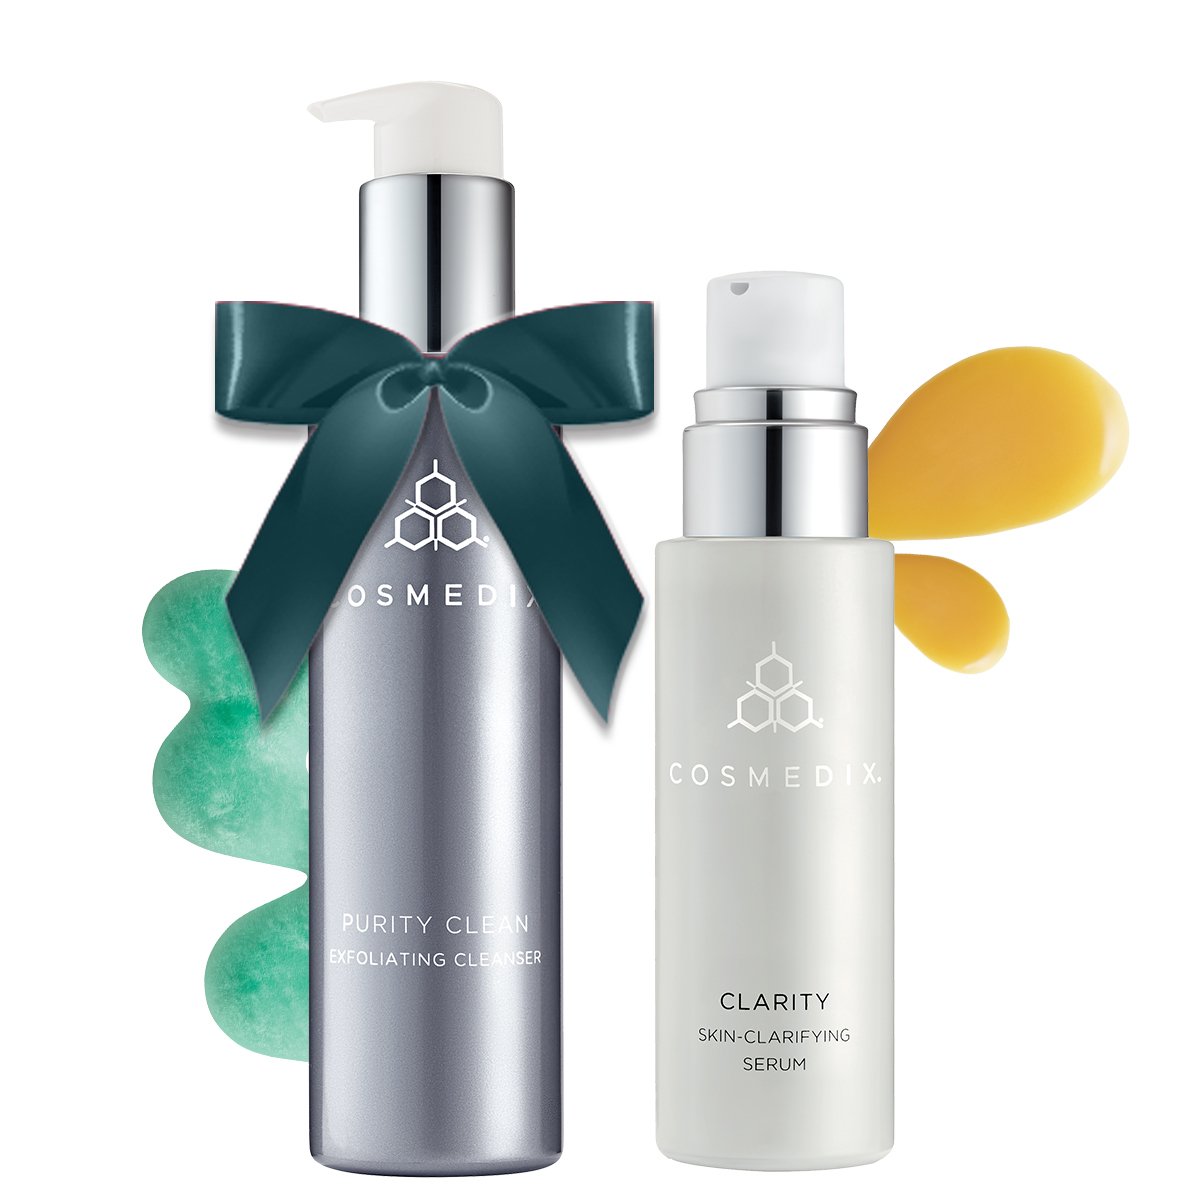 COSMEDIX
PURITY CLEAN
EXFOLIATING CLEANSER
COSMEDIX
CLARITY
SKIN-CLARIFYING
SERUM